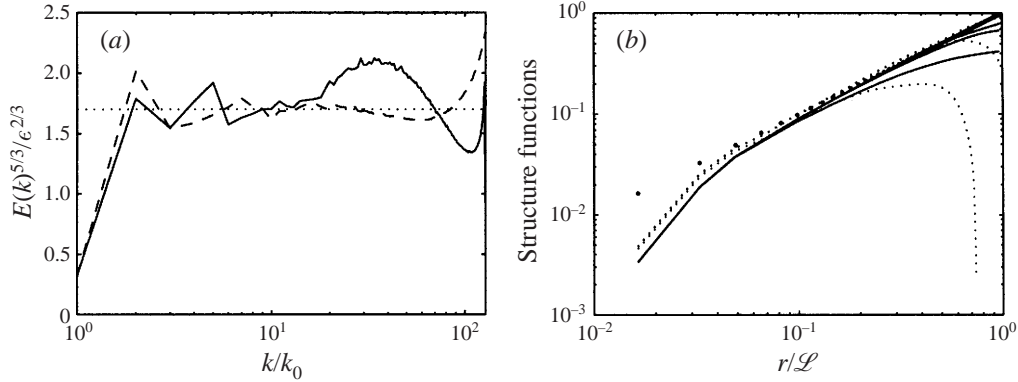 (a)
2.5
2.0
1.5
1.0
0.5
0
E(k)^{5/3}/ϵ^{2/3}
10^0
10^1
10^2
k/k_0
(b)
10^0
10^{-1}
10^{-2}
10^{-3}
Structure functions
10^{-2}
10^{-1}
10^0
r/ℒ